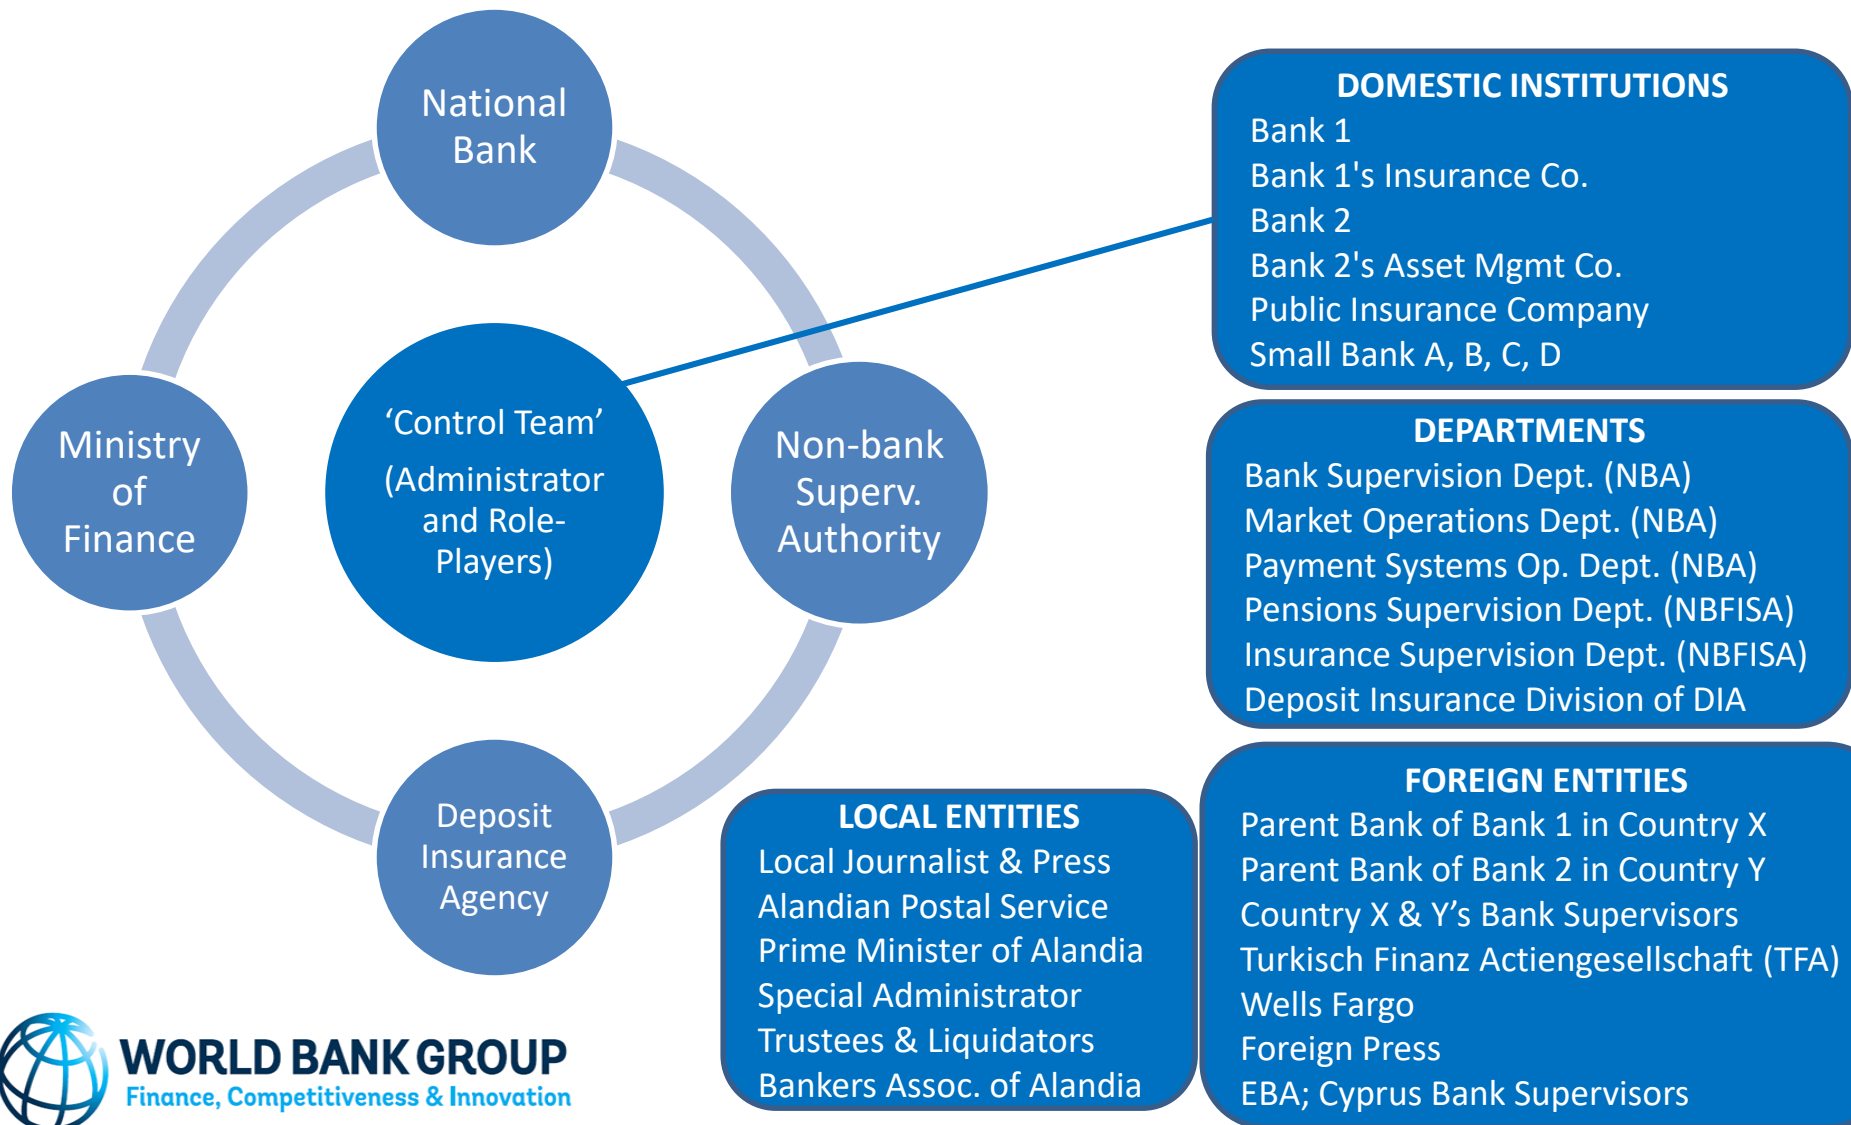 National
Bank
Ministry
of
Finance
‘Control Team’
(Administrator
and Role-
Players)
Non-bank
Superv.
Authority
Deposit
Insurance
Agency
DOMESTIC INSTITUTIONS
Bank 1
Bank 1's Insurance Co.
Bank 2
Bank 2's Asset Mgmt Co.
Public Insurance Company
Small Bank A, B, C, D
DEPARTMENTS
Bank Supervision Dept. (NBA)
Market Operations Dept. (NBA)
Payment Systems Op. Dept. (NBA)
Pensions Supervision Dept. (NBFISA)
Insurance Supervision Dept. (NBFISA)
Deposit Insurance Division of DIA
LOCAL ENTITIES
Local Journalist & Press
Alandian Postal Service
Prime Minister of Alandia
Special Administrator
Trustees & Liquidators
Bankers Assoc. of Alandia
FOREIGN ENTITIES
Parent Bank of Bank 1 in Country X
Parent Bank of Bank 2 in Country Y
Country X & Y’s Bank Supervisors
Turkisch Finanz Actiengesellschaft (TFA)
Wells Fargo
Foreign Press
EBA; Cyprus Bank Supervisors
WORLD BANK GROUP
Finance, Competitiveness & Innovation